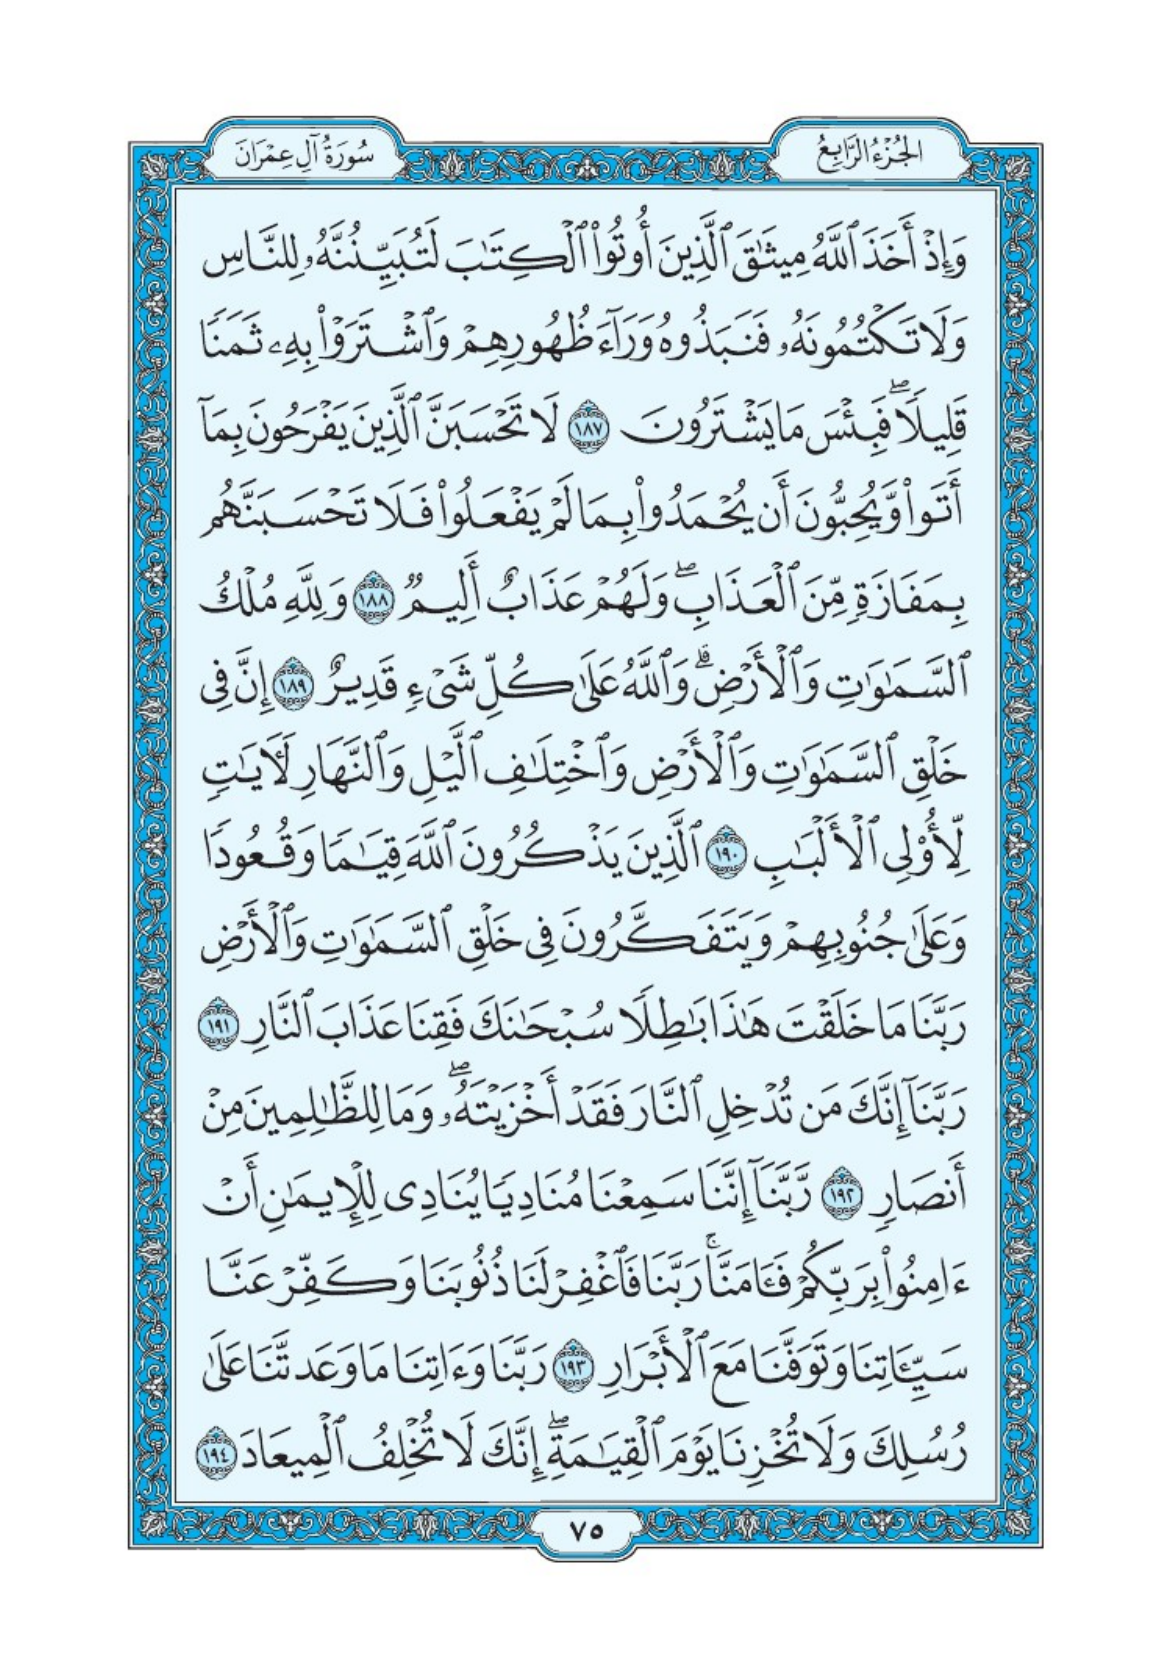 الجُزْءُ الرَّابِعُ
سُورَةُ آلِ عِمْرَانَ
وَإِذْ أَخَذَ ٱللَّهُ مِيثَٰقَ ٱلَّذِينَ أُوتُوا۟ ٱلْكِتَٰبَ لَتُبَيِّنُنَّهُۥ لِلنَّاسِ
وَلَا تَكْتُمُونَهُۥ فَنَبَذُوهُ وَرَآءَ ظُهُورِهِمْ وَٱشْتَرَوْا۟ بِهِۦ ثَمَنًا
قَلِيلًا ۖ فَبِئْسَ مَا يَشْتَرُونَ ١٨٧ لَا تَحْسَبَنَّ ٱلَّذِينَ يَفْرَحُونَ بِمَآ
أَتَوا۟ وَّيُحِبُّونَ أَن يُحْمَدُوا۟ بِمَا لَمْ يَفْعَلُوا۟ فَلَا تَحْسَبَنَّهُم
بِمَفَازَةٍ مِّنَ ٱلْعَذَابِ ۖ وَلَهُمْ عَذَابٌ أَلِيمٌ ١٨٨ وَلِلَّهِ مُلْكُ
ٱلسَّمَٰوَٰتِ وَٱلْأَرْضِ ۗ وَٱللَّهُ عَلَىٰ كُلِّ شَىْءٍ قَدِيرٌ ١٨٩ إِنَّ فِى
خَلْقِ ٱلسَّمَٰوَٰتِ وَٱلْأَرْضِ وَٱخْتِلَٰفِ ٱلَّيْلِ وَٱلنَّهَارِ لَـَٔايَٰتٍ
لِّأُو۟لِى ٱلْأَلْبَٰبِ ١٩٠ ٱلَّذِينَ يَذْكُرُونَ ٱللَّهَ قِيَٰمًا وَقُعُودًا
وَعَلَىٰ جُنُوبِهِمْ وَيَتَفَكَّرُونَ فِى خَلْقِ ٱلسَّمَٰوَٰتِ وَٱلْأَرْضِ
رَبَّنَا مَا خَلَقْتَ هَٰذَا بَٰطِلًا سُبْحَٰنَكَ فَقِنَا عَذَابَ ٱلنَّارِ ١٩١
رَبَّنَآ إِنَّكَ مَن تُدْخِلِ ٱلنَّارَ فَقَدْ أَخْزَيْتَهُۥ ۖ وَمَا لِلظَّٰلِمِينَ مِنْ
أَنصَارٍ ١٩٢ رَّبَّنَآ إِنَّنَا سَمِعْنَا مُنَادِيًا يُنَادِى لِلْإِيمَٰنِ أَنْ
ءَامِنُوا۟ بِرَبِّكُمْ فَـَٔامَنَّا ۚ رَبَّنَا فَٱغْفِرْ لَنَا ذُنُوبَنَا وَكَفِّرْ عَنَّا
سَيِّـَٔاتِنَا وَتَوَفَّنَا مَعَ ٱلْأَبْرَارِ ١٩٣ رَبَّنَا وَءَاتِنَا مَا وَعَدتَّنَا عَلَىٰ
رُسُلِكَ وَلَا تُخْزِنَا يَوْمَ ٱلْقِيَٰمَةِ ۖ إِنَّكَ لَا تُخْلِفُ ٱلْمِيعَادَ ١٩٤
٧٥